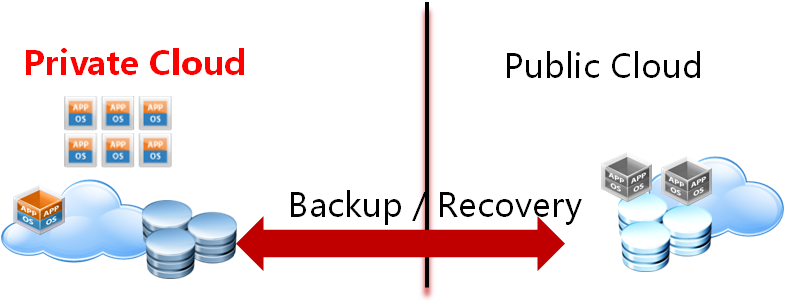 Private Cloud
Public Cloud
APP APP APP
OS OS OS
APP APP APP
OS OS OS
APP APP
OS OS
APP APP APP APP
OS OS OS OS
Backup / Recovery